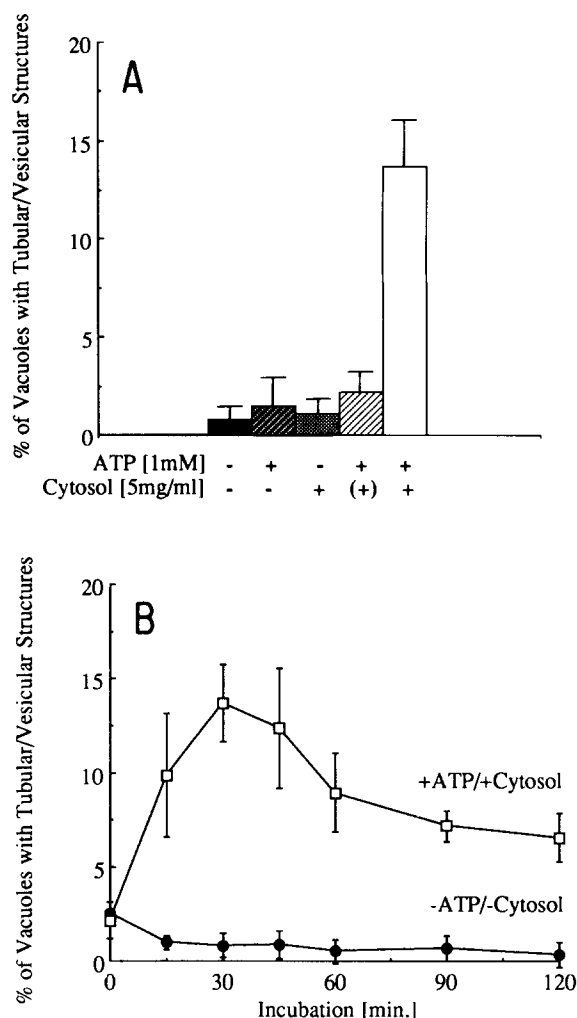 A
% of Vacuoles with Tubular/Vesicular Structures
20
15
10
5
0
ATP [1mM] - + - + +
Cytosol [5mg/ml] - - + (+) +
B
% of Vacuoles with Tubular/Vesicular Structures
20
15
10
5
0
+ATP/+Cytosol
-ATP/-Cytosol
0 30 60 90 120
Incubation [min.]